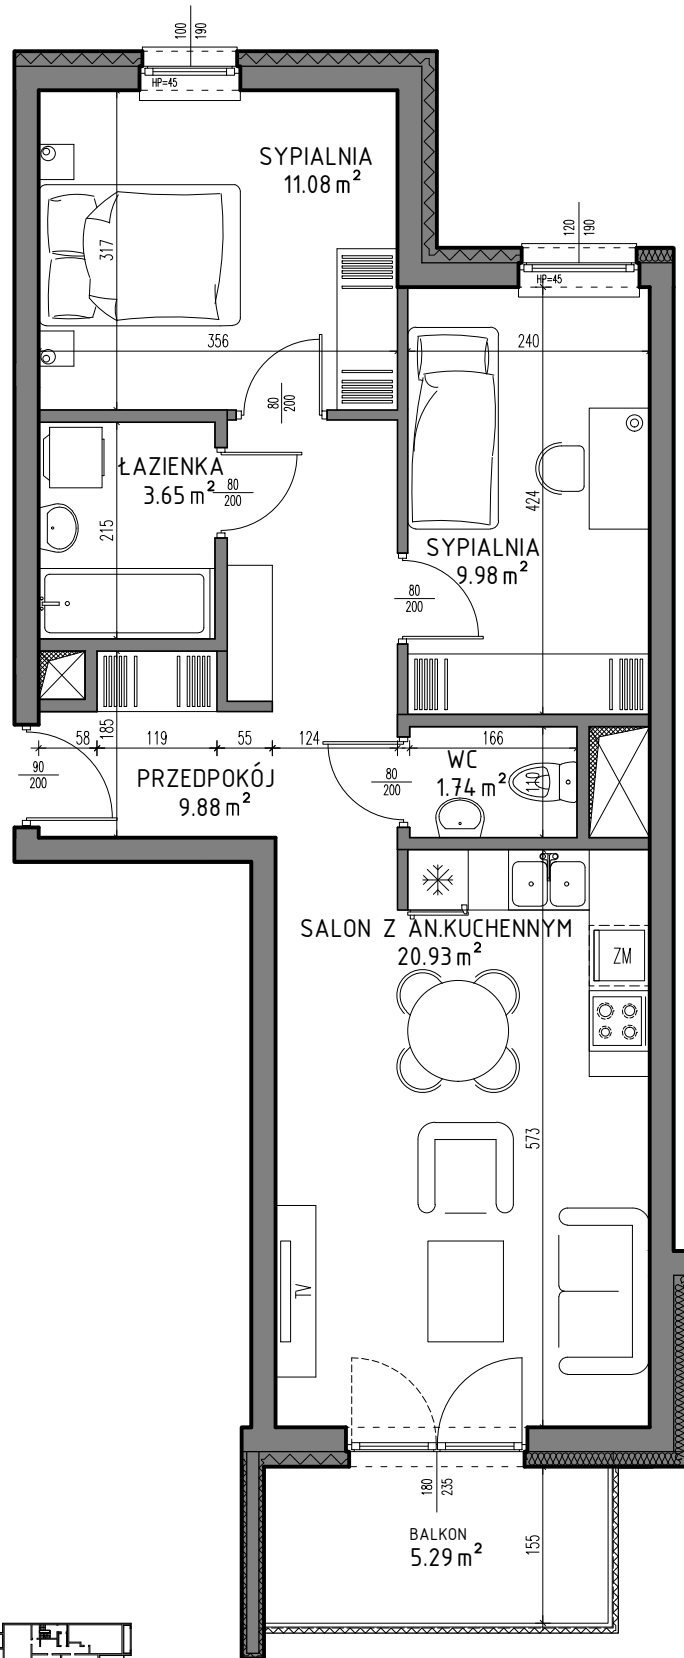 100
190
HP=45
SYPIALNIA
11.08 m²
317
356
80
200
120
190
HP=45
240
424
ŁAZIENKA
3.65 m²
80
200
215
SYPIALNIA
9.98 m²
80
200
185
58
119
55
124
166
90
200
PRZEDPOKÓJ
9.88 m²
80
200
WC
1.74 m²
110
SALON Z AN.KUCHENNYM
20.93 m²
ZM
573
TV
180
235
BALKON
5.29 m²
155